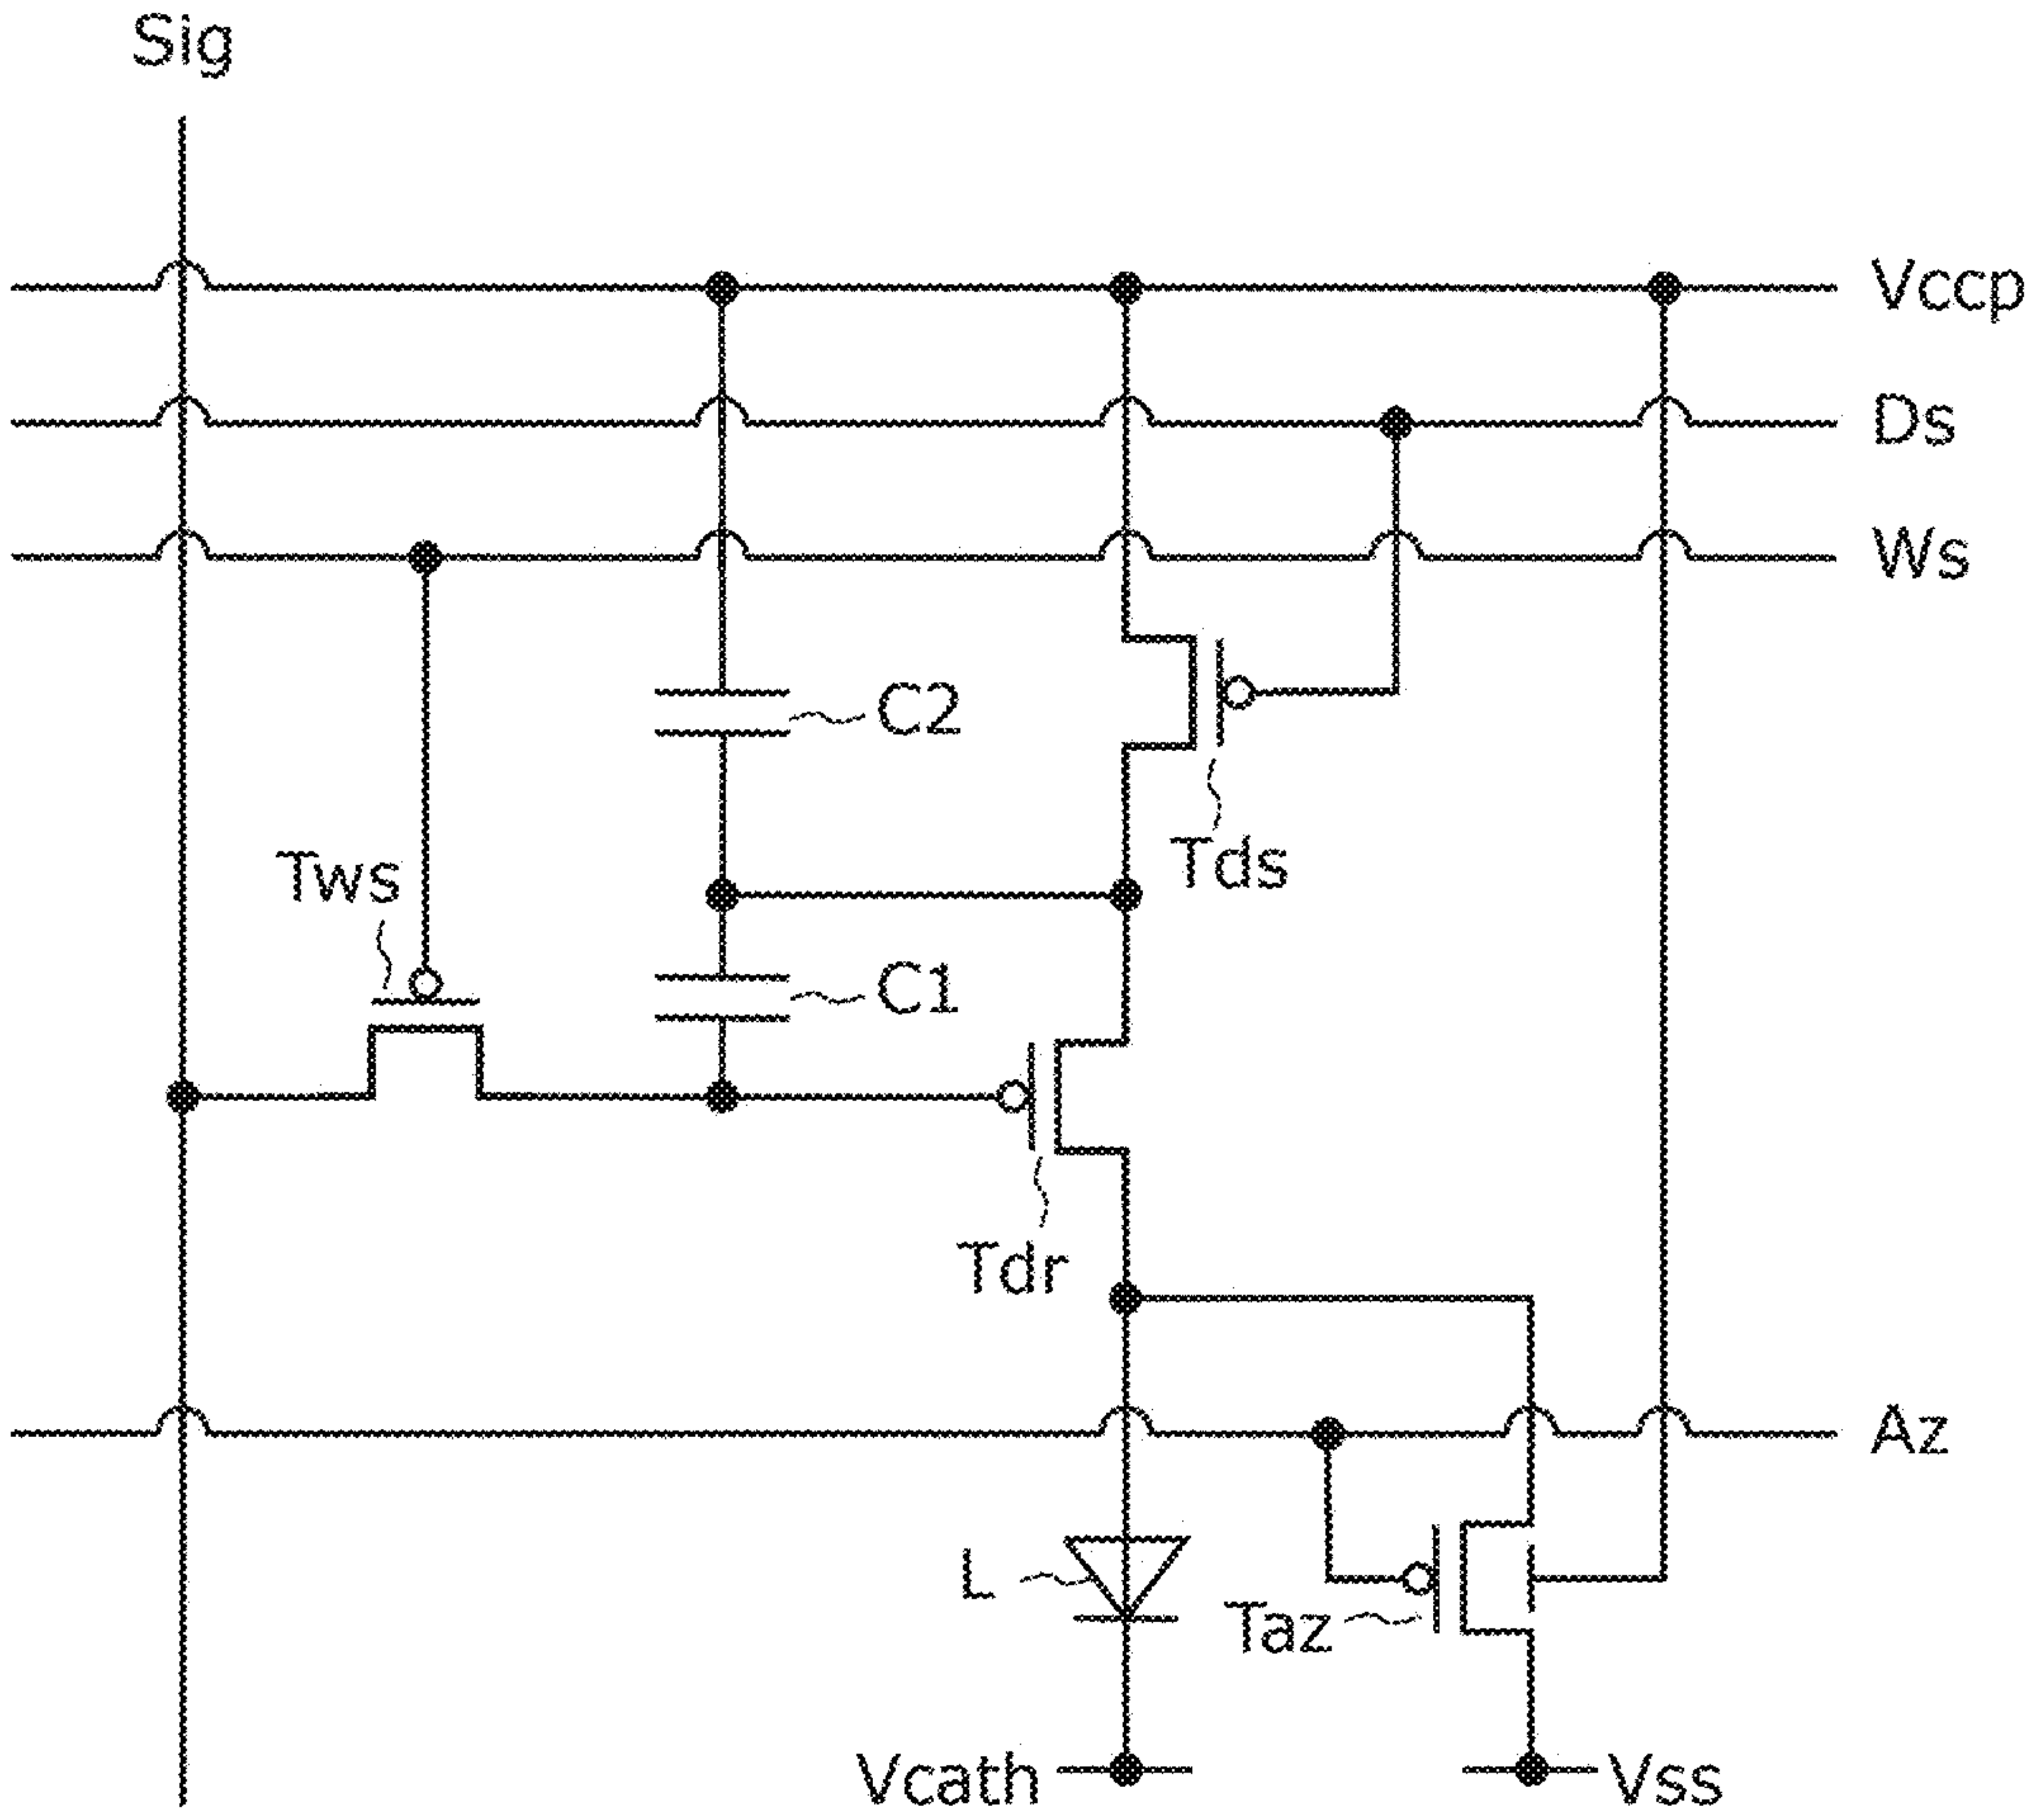 Sig
Vccp
Ds
Ws
C2
Tds
Tws
C1
Tdr
Az
L
Taz
Vcath
Vss